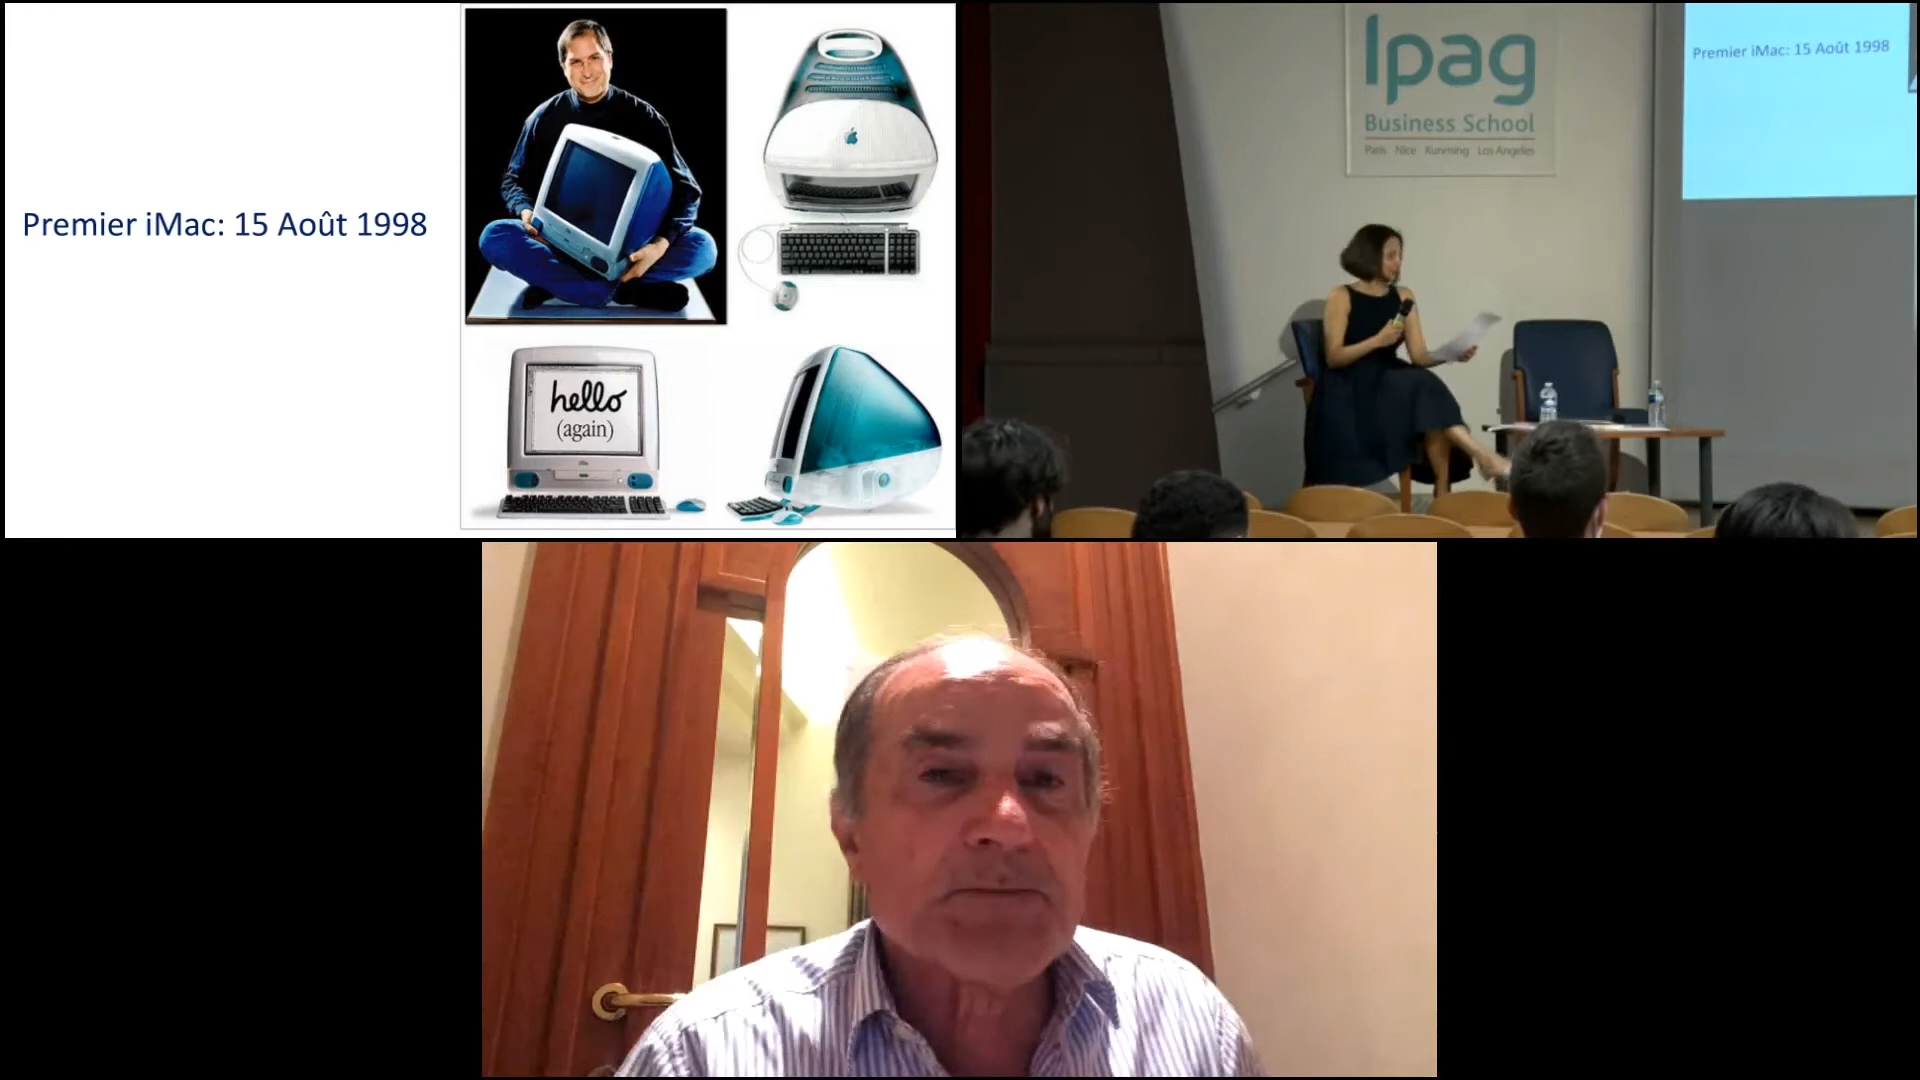 Premier iMac: 15 Août 1998
hello
(again)
Ipag
Business School
Paris Nice Kunming Los Angeles
Premier iMac: 15 Août 1998